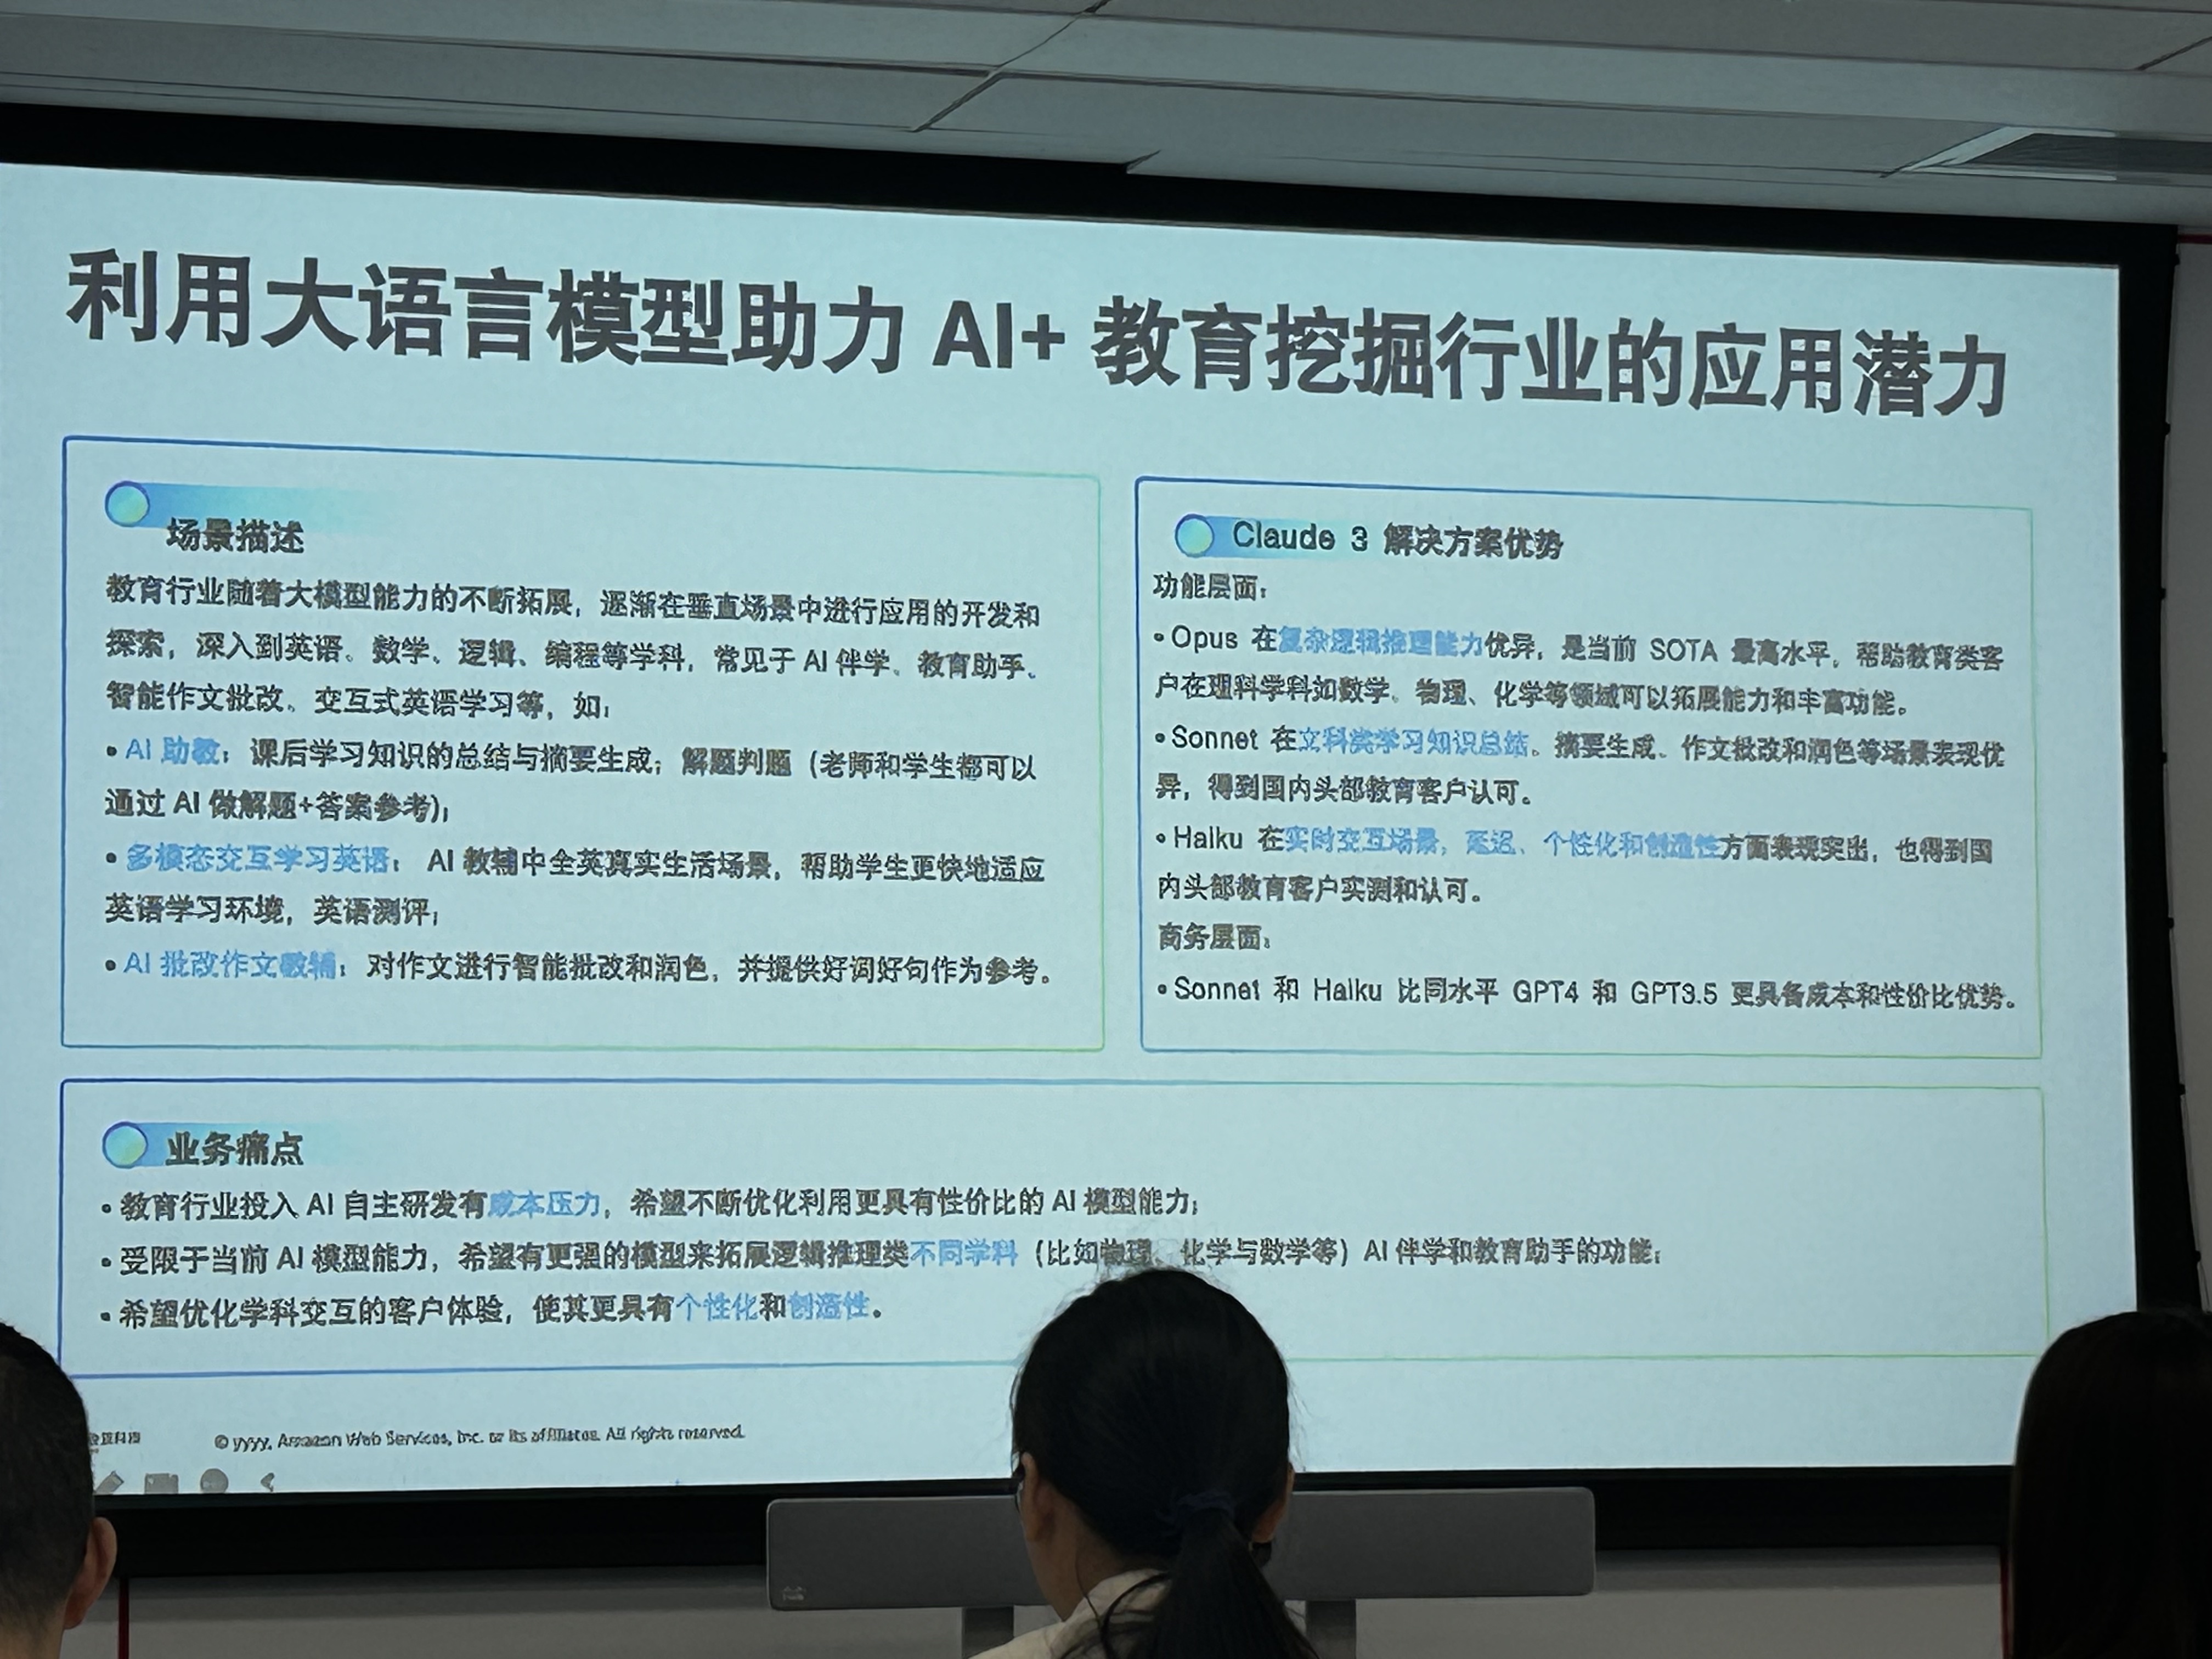 利用大语言模型助力 AI+ 教育挖掘行业的应用潜力
场景描述
教育行业随着大模型能力的不断拓展，逐渐在垂直场景中进行应用的开发和
探索，深入到英语、数学、逻辑、编程等学科，常见于 AI 伴学、教育助手、
智能作文批改、交互式英语学习等，如：
• AI 助教：课后学习知识的总结与摘要生成；解题判题（老师和学生都可以
通过 AI 做解题+答案参考）；
• 多模态交互学习英语： AI 教辅中全英真实生活场景，帮助学生更快地适应
英语学习环境，英语测评；
• AI 批改作文教辅：对作文进行智能批改和润色，并提供好词好句作为参考。
Claude 3 解决方案优势
功能层面：
• Opus 在复杂逻辑推理能力优异，是当前 SOTA 最高水平，帮助教育类客
户在理科学科如数学、物理、化学等领域可以拓展能力和丰富功能。
• Sonnet 在文科类学习知识总结、摘要生成、作文批改和润色等场景表现优
异，得到国内头部教育客户认可。
• Haiku 在实时交互场景，延迟、个性化和创造性方面表现突出，也得到国
内头部教育客户实测和认可。
商务层面：
• Sonnet 和 Haiku 比同水平 GPT4 和 GPT3.5 更具备成本和性价比优势。
业务痛点
• 教育行业投入 AI 自主研发有成本压力，希望不断优化利用更具有性价比的 AI 模型能力；
• 受限于当前 AI 模型能力，希望有更强的模型来拓展逻辑推理类不同学科（比如物理、化学与数学等）AI 伴学和教育助手的功能；
• 希望优化学科交互的客户体验，使其更具有个性化和创造性。
© yyyy, Amazon Web Services, Inc. or its affiliates. All rights reserved.